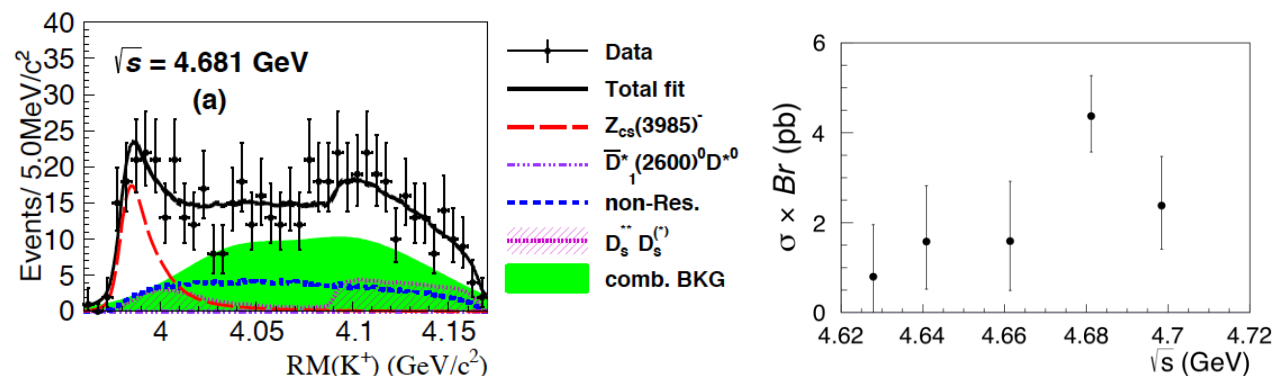 40
35
30
25
20
15
10
5
0
Events/ 5.0MeV/c²
√s = 4.681 GeV
(a)
4
4.05
4.1
4.15
RM(K⁺) (GeV/c²)
Data
Total fit
Z_cs(3985)⁻
D̅*₁(2600)⁰D*⁰
non-Res.
D_s** D_s^(*)
comb. BKG
6
4
2
0
σ × Br (pb)
4.62
4.64
4.66
4.68
4.7
4.72
√s (GeV)